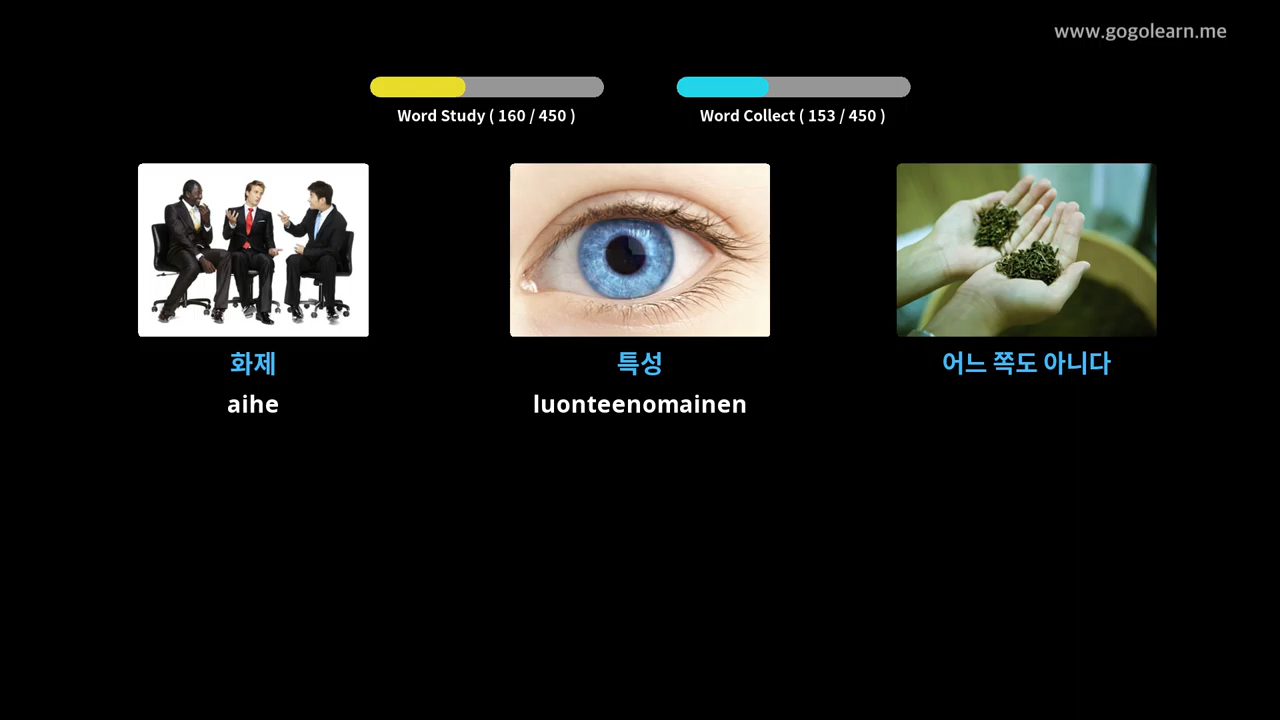 www.gogolearn.me
Word Study ( 160 / 450 )
Word Collect ( 153 / 450 )
화제
aihe
특성
luonteenomainen
어느 쪽도 아니다